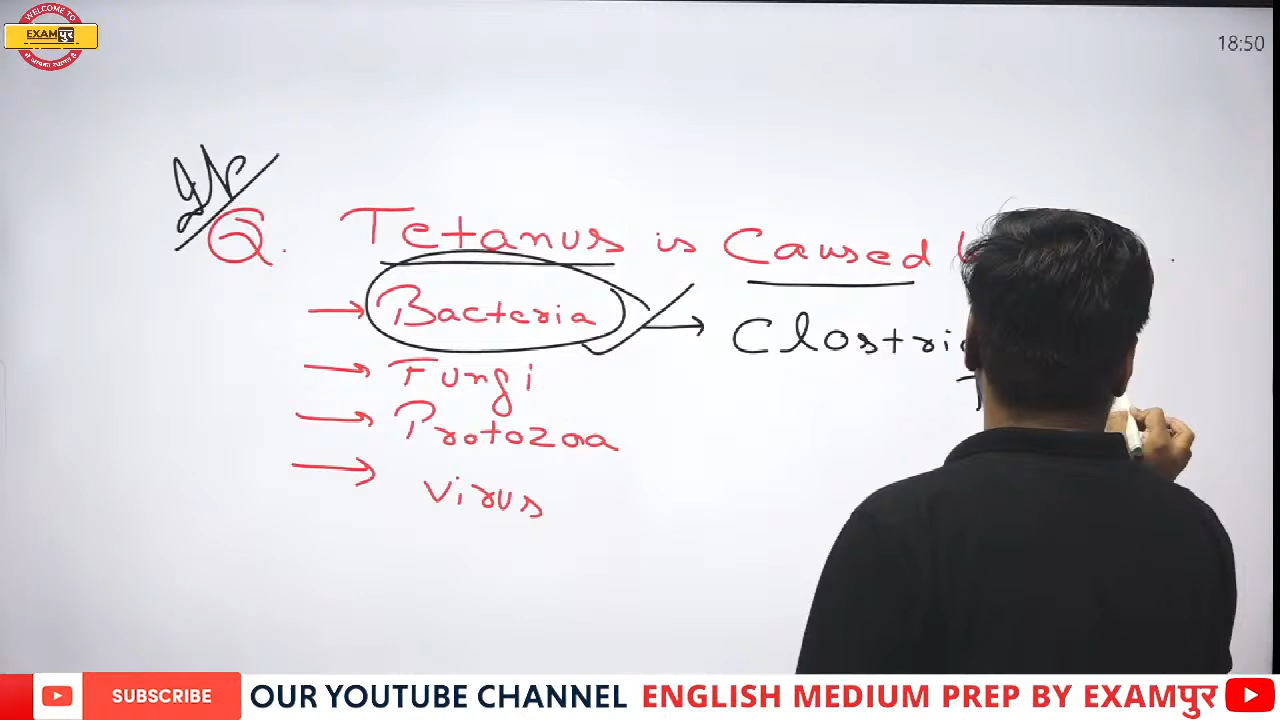 WELCOME TO
EXAMपुर
18:50
Q. Tetanus is Caused
Bacteria → Clostri
→ Fungi
→ Protozoa
→ Virus
SUBSCRIBE OUR YOUTUBE CHANNEL ENGLISH MEDIUM PREP BY EXAMपुर